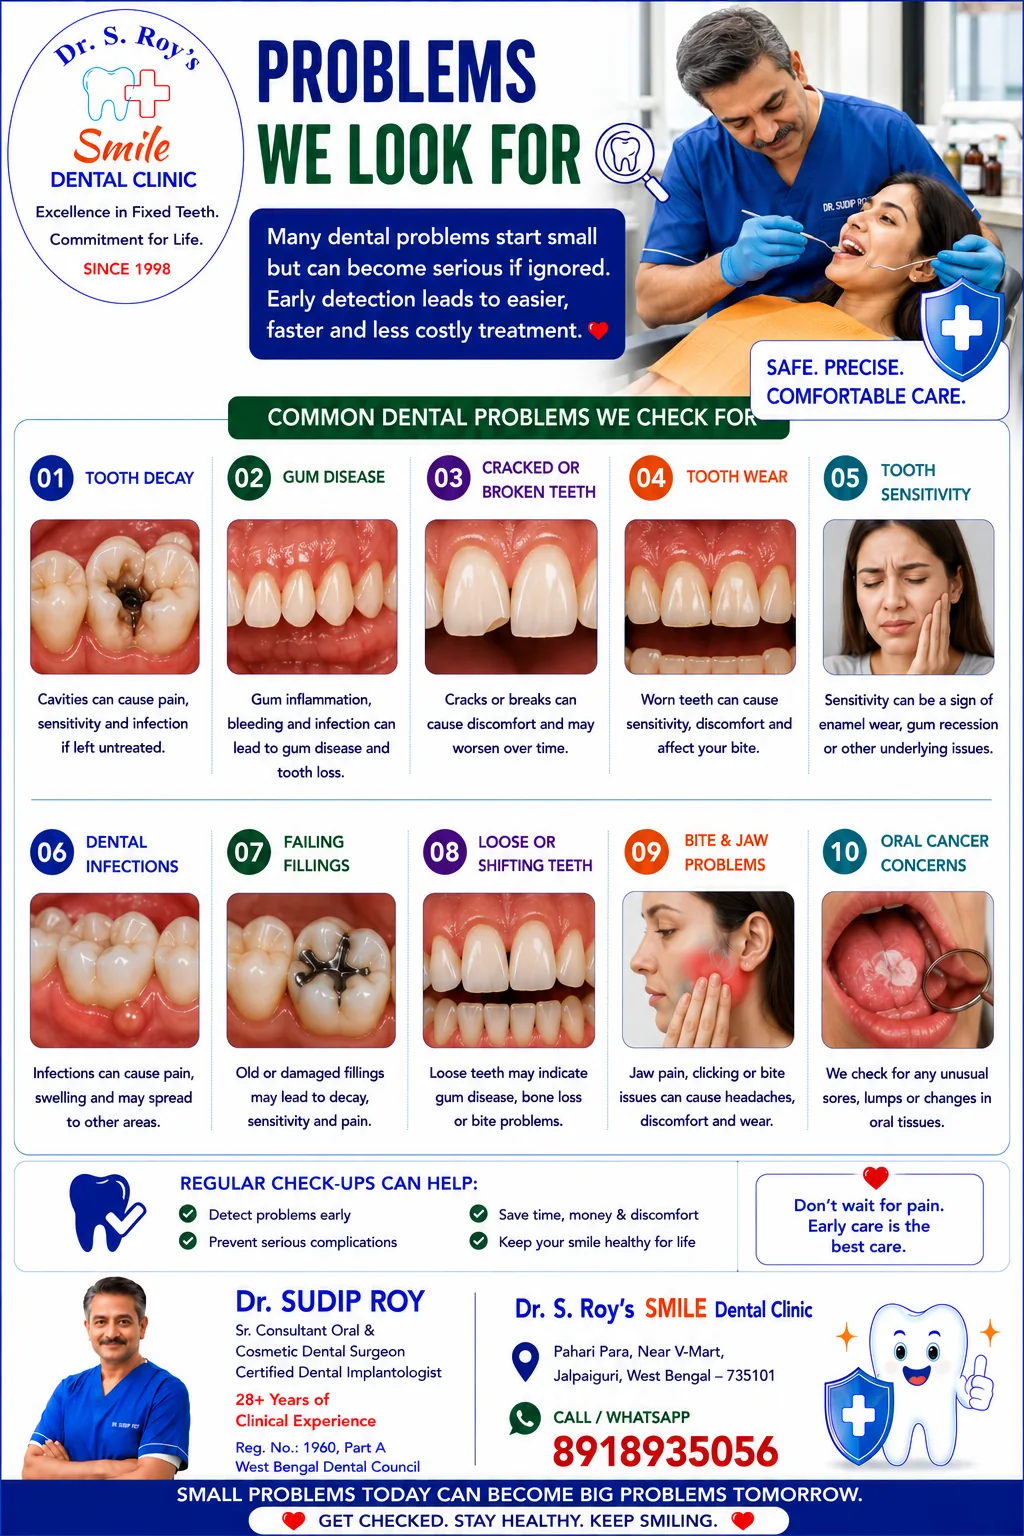 Dr. S. Roy's
Smile
DENTAL CLINIC
Excellence in Fixed Teeth.
Commitment for Life.
SINCE 1998
PROBLEMS
WE LOOK FOR
Many dental problems start small
but can become serious if ignored.
Early detection leads to easier,
faster and less costly treatment.
DR. SUDIP RO
SAFE. PRECISE.
COMFORTABLE CARE.
COMMON DENTAL PROBLEMS WE CHECK FOR
01 TOOTH DECAY
Cavities can cause pain,
sensitivity and infection
if left untreated.
02 GUM DISEASE
Gum inflammation,
bleeding and infection can
lead to gum disease and
tooth loss.
03 CRACKED OR
BROKEN TEETH
Cracks or breaks can
cause discomfort and may
worsen over time.
04 TOOTH WEAR
Worn teeth can cause
sensitivity, discomfort and
affect your bite.
05 TOOTH
SENSITIVITY
Sensitivity can be a sign of
enamel wear, gum recession
or other underlying issues.
06 DENTAL
INFECTIONS
Infections can cause pain,
swelling and may spread
to other areas.
07 FAILING
FILLINGS
Old or damaged fillings
may lead to decay,
sensitivity and pain.
08 LOOSE OR
SHIFTING TEETH
Loose teeth may indicate
gum disease, bone loss
or bite problems.
09 BITE & JAW
PROBLEMS
Jaw pain, clicking or bite
issues can cause headaches,
discomfort and wear.
10 ORAL CANCER
CONCERNS
We check for any unusual
sores, lumps or changes in
oral tissues.
REGULAR CHECK-UPS CAN HELP:
Detect problems early
Prevent serious complications
Save time, money & discomfort
Keep your smile healthy for life
Don't wait for pain.
Early care is the
best care.
DR. SUDIP ROY
Dr. SUDIP ROY
Sr. Consultant Oral &
Cosmetic Dental Surgeon
Certified Dental Implantologist
28+ Years of
Clinical Experience
Reg. No.: 1960, Part A
West Bengal Dental Council
Dr. S. Roy's SMILE Dental Clinic
Pahari Para, Near V-Mart,
Jalpaiguri, West Bengal – 735101
CALL / WHATSAPP
8918935056
SMALL PROBLEMS TODAY CAN BECOME BIG PROBLEMS TOMORROW.
GET CHECKED. STAY HEALTHY. KEEP SMILING.